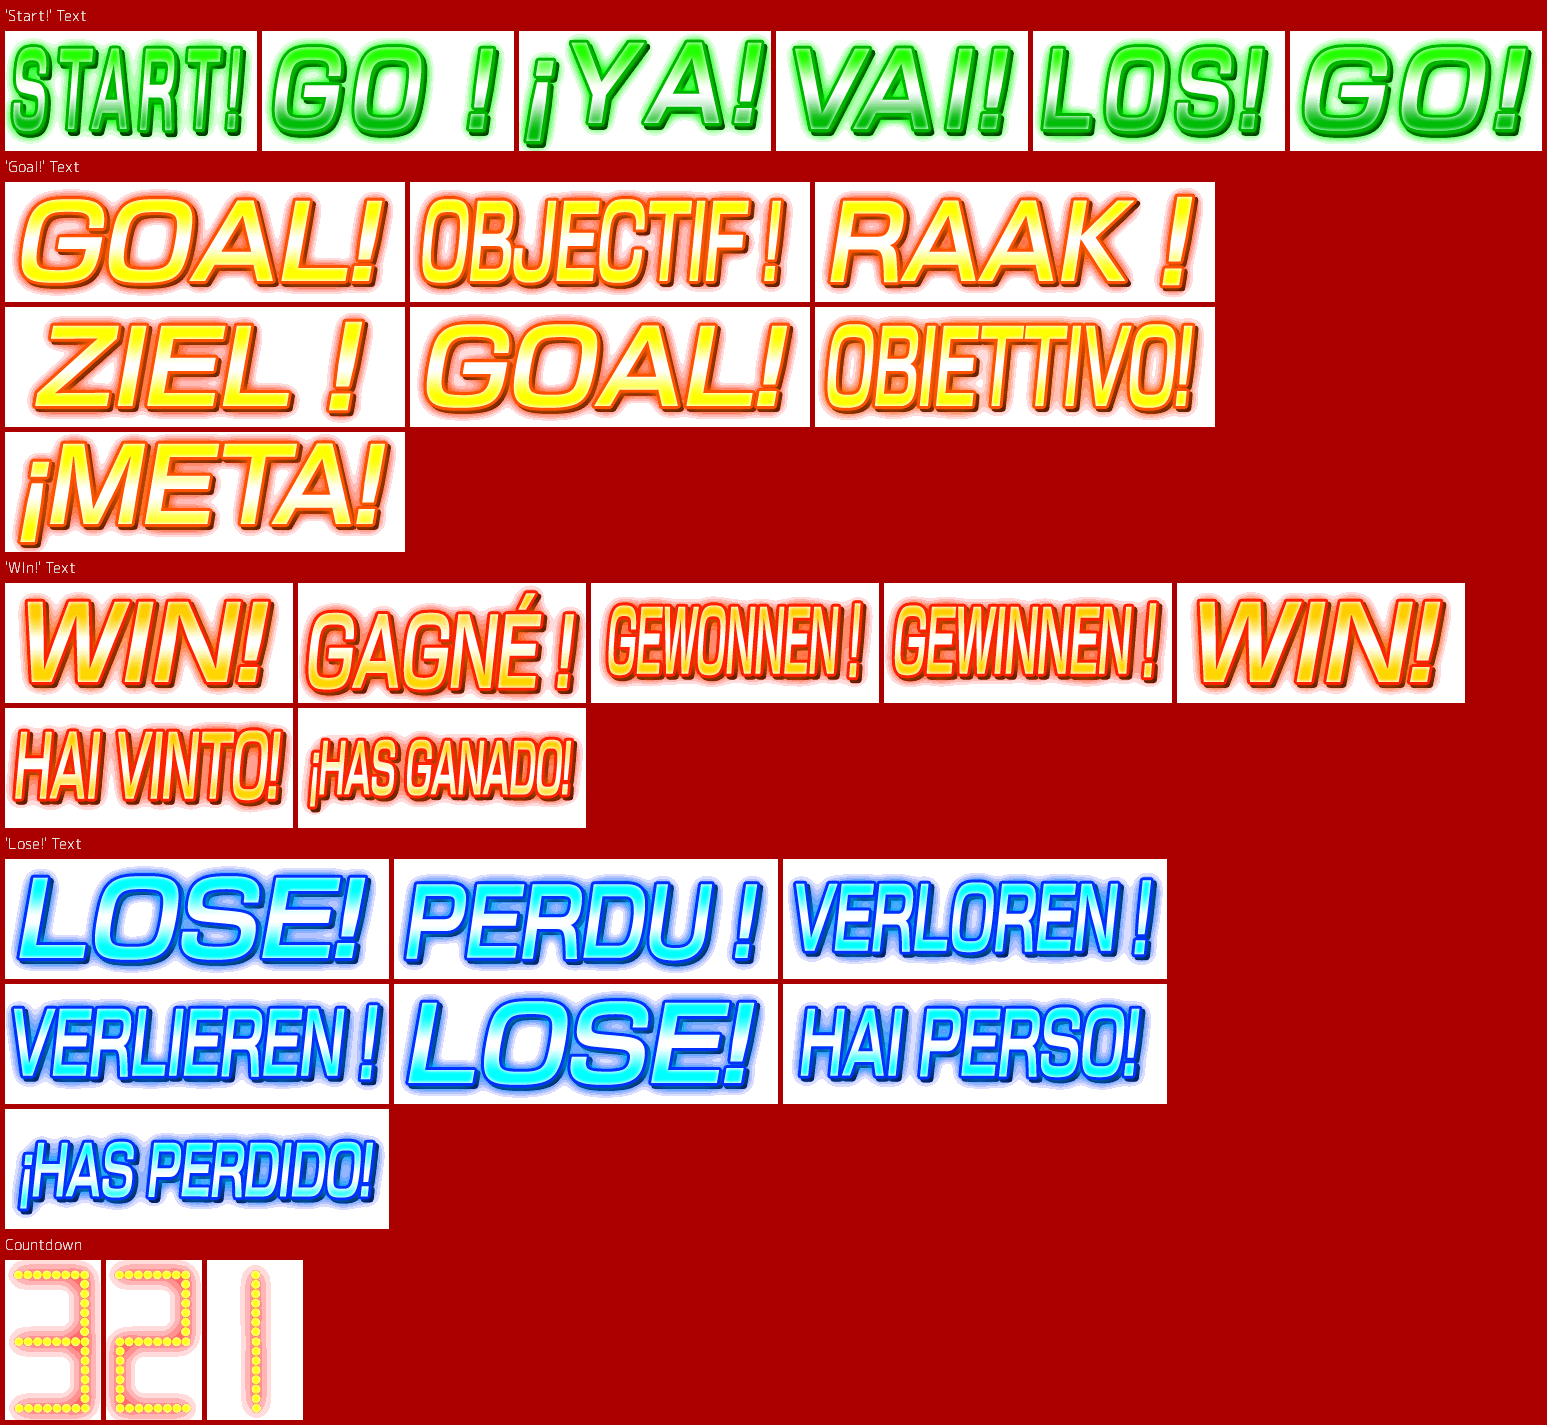 'Start!' Text
START! GO ! ¡YA! VAI! LOS! GO!
'Goal!' Text
GOAL! OBJECTIF ! RAAK !
ZIEL ! GOAL! OBIETTIVO!
¡META!
'WIn!' Text
WIN! GAGNÉ ! GEWONNEN ! GEWINNEN ! WIN!
HAI VINTO! ¡HAS GANADO!
'Lose!' Text
LOSE! PERDU ! VERLOREN !
VERLIEREN ! LOSE! HAI PERSO!
¡HAS PERDIDO!
Countdown
3 2 1